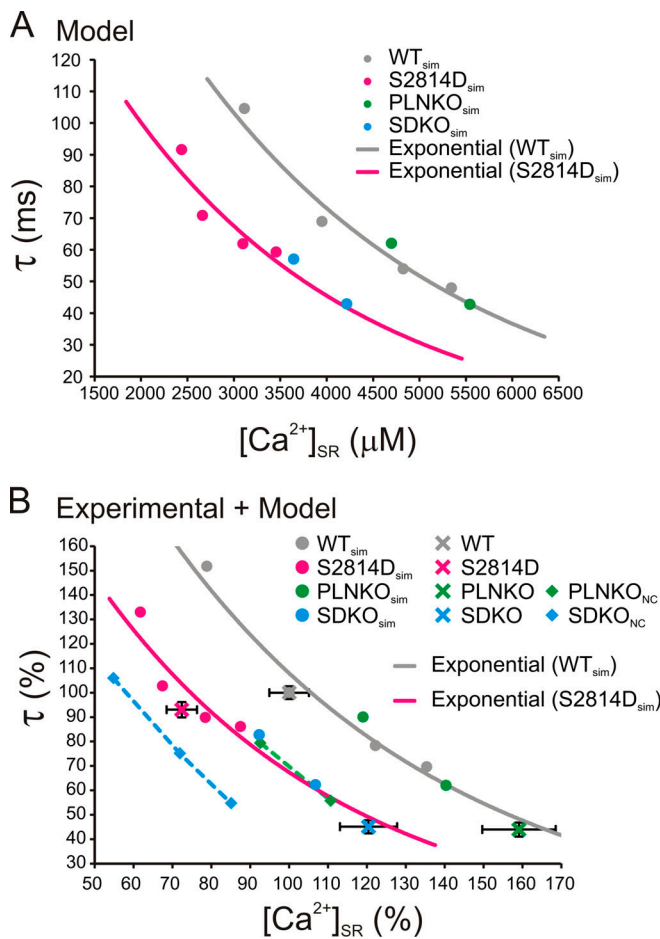 A Model
120
110
100
90
80
70
60
50
40
30
20
τ (ms)
WTsim
S2814Dsim
PLNKOsim
SDKOsim
Exponential (WTsim)
Exponential (S2814Dsim)
1500 2000 2500 3000 3500 4000 4500 5000 5500 6000 6500
[Ca2+]SR (μM)
B Experimental + Model
160
150
140
130
120
110
100
90
80
70
60
50
40
30
τ (%)
WTsim WT
S2814Dsim S2814D
PLNKOsim PLNKO PLNKONC
SDKOsim SDKO SDKONC
Exponential (WTsim)
Exponential (S2814Dsim)
50 60 70 80 90 100 110 120 130 140 150 160 170
[Ca2+]SR (%)